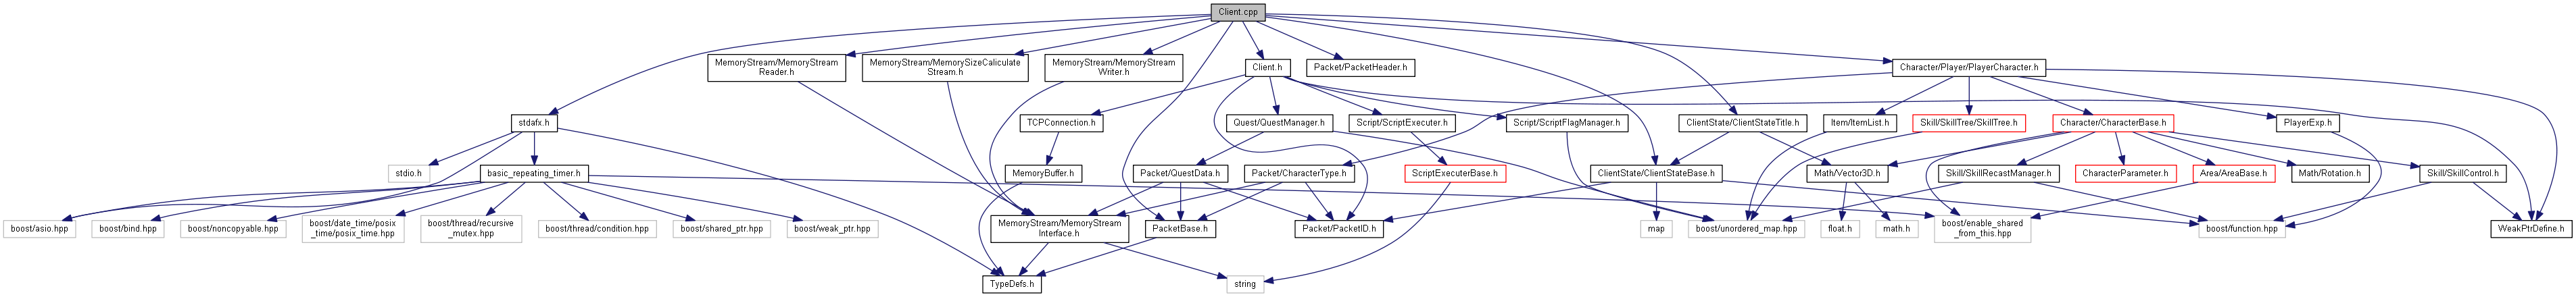 Client.cpp
MemoryStream/MemoryStream
Reader.h
MemoryStream/MemorySizeCaliculate
Stream.h
MemoryStream/MemoryStream
Writer.h
Client.h
Packet/PacketHeader.h
Character/Player/PlayerCharacter.h
stdafx.h
TCPConnection.h
Quest/QuestManager.h
Script/ScriptExecuter.h
Script/ScriptFlagManager.h
ClientState/ClientStateTitle.h
Item/ItemList.h
Skill/SkillTree/SkillTree.h
Character/CharacterBase.h
PlayerExp.h
stdio.h
basic_repeating_timer.h
MemoryBuffer.h
Packet/QuestData.h
Packet/CharacterType.h
ScriptExecuterBase.h
ClientState/ClientStateBase.h
Math/Vector3D.h
Skill/SkillRecastManager.h
CharacterParameter.h
Area/AreaBase.h
Math/Rotation.h
Skill/SkillControl.h
boost/asio.hpp
boost/bind.hpp
boost/noncopyable.hpp
boost/date_time/posix
_time/posix_time.hpp
boost/thread/recursive
_mutex.hpp
boost/thread/condition.hpp
boost/shared_ptr.hpp
boost/weak_ptr.hpp
MemoryStream/MemoryStream
Interface.h
PacketBase.h
Packet/PacketID.h
map
boost/unordered_map.hpp
float.h
math.h
boost/enable_shared
_from_this.hpp
boost/function.hpp
WeakPtrDefine.h
TypeDefs.h
string